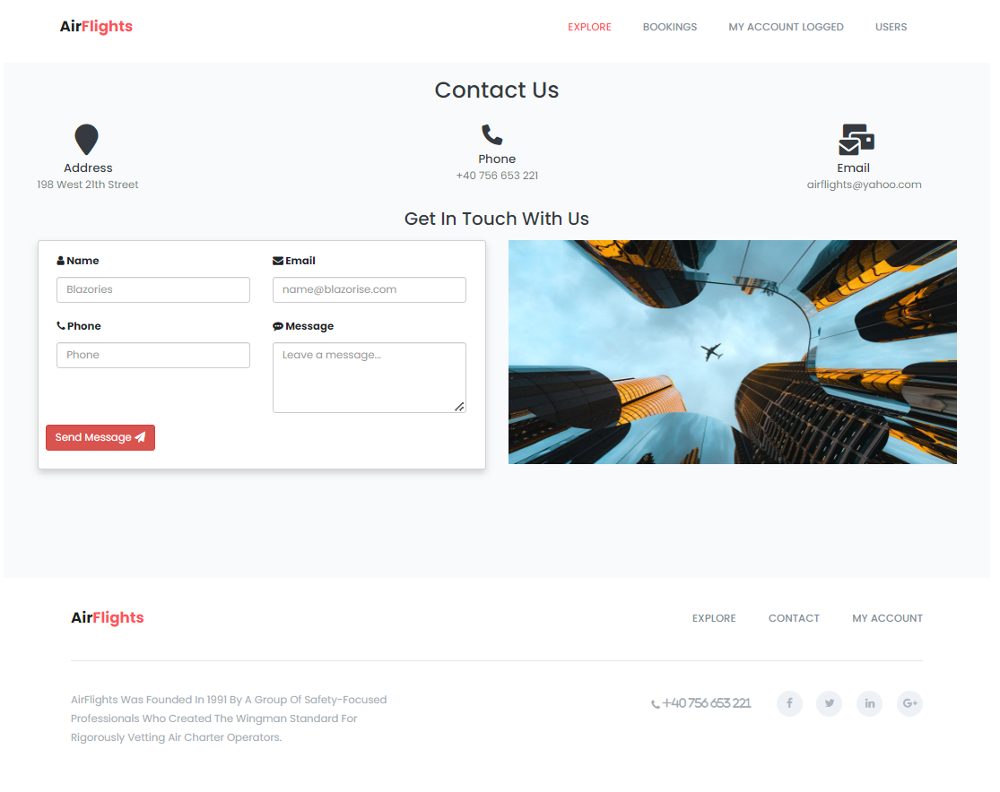 AirFlights
EXPLORE BOOKINGS MY ACCOUNT LOGGED USERS
Contact Us
Address
198 West 21th Street
Phone
+40 756 653 221
Email
airflights@yahoo.com
Get In Touch With Us
Name
Blazories
Email
name@blazorise.com
Phone
Phone
Message
Leave a message...
Send Message
AirFlights
EXPLORE CONTACT MY ACCOUNT
AirFlights Was Founded In 1991 By A Group Of Safety-Focused
Professionals Who Created The Wingman Standard For
Rigorously Vetting Air Charter Operators.
+40 756 653 221